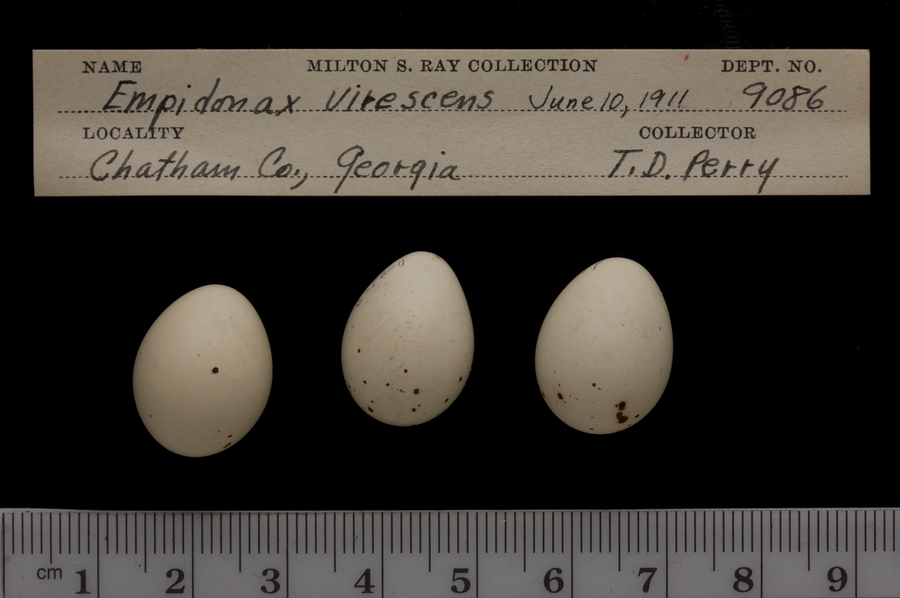 NAME MILTON S. RAY COLLECTION DEPT. NO.
Empidonax virescens June 10, 1911 9086
LOCALITY COLLECTOR
Chatham Co., Georgia T. D. Perry
cm 1 2 3 4 5 6 7 8 9